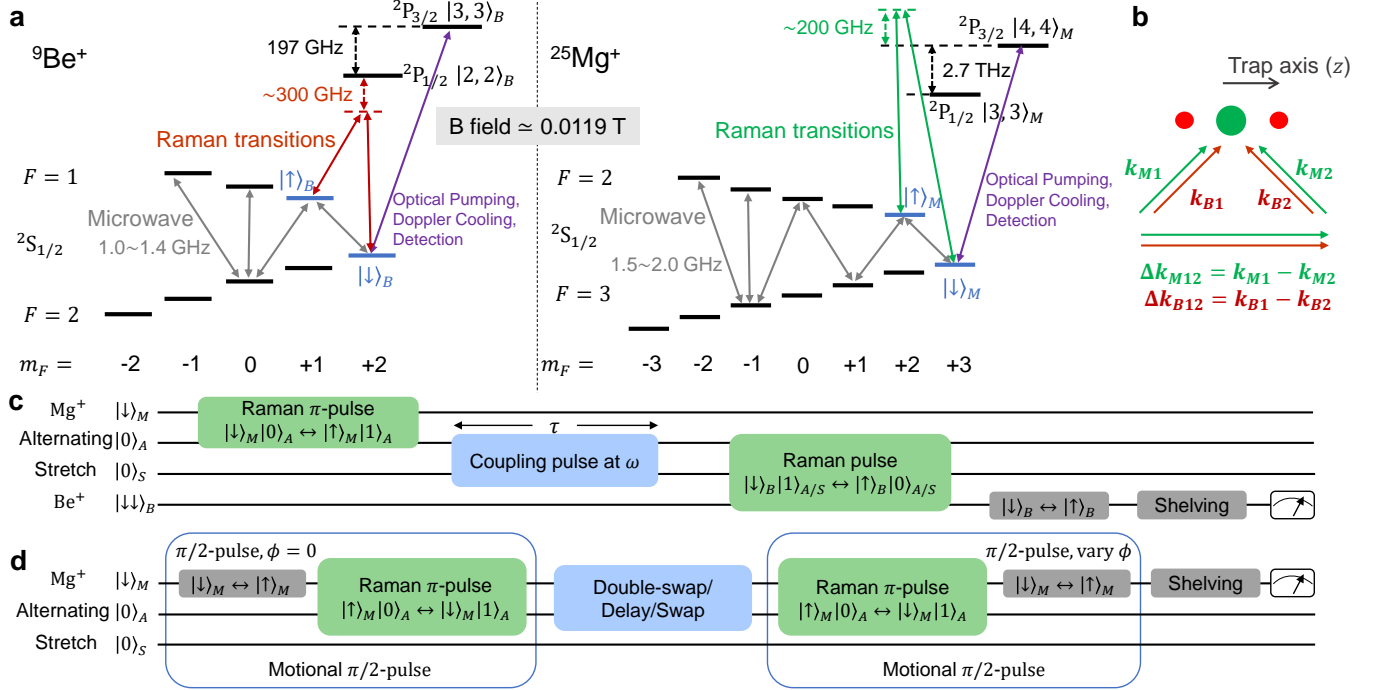 a
⁹Be⁺
²P₃/₂ |3, 3⟩_B
197 GHz
²P₁/₂ |2, 2⟩_B
~300 GHz
Raman transitions
B field ≃ 0.0119 T
F = 1
|↑⟩_B
Microwave
1.0~1.4 GHz
Optical Pumping,
Doppler Cooling,
Detection
²S₁/₂
|↓⟩_B
F = 2
m_F =
-2
-1
0
+1
+2
²⁵Mg⁺
~200 GHz
²P₃/₂ |4, 4⟩_M
2.7 THz
²P₁/₂ |3, 3⟩_M
Raman transitions
F = 2
|↑⟩_M
Microwave
1.5~2.0 GHz
Optical Pumping,
Doppler Cooling,
Detection
²S₁/₂
|↓⟩_M
F = 3
m_F =
-3
-2
-1
0
+1
+2
+3
b
Trap axis (z)
k_M1
k_B1
k_B2
k_M2
Δk_M12 = k_M1 − k_M2
Δk_B12 = k_B1 − k_B2
c
Mg⁺ |↓⟩_M
Alternating |0⟩_A
Stretch |0⟩_S
Be⁺ |↓↓⟩_B
Raman π-pulse
|↓⟩_M|0⟩_A ↔ |↑⟩_M|1⟩_A
τ
Coupling pulse at ω
Raman pulse
|↓⟩_B|1⟩_A/S ↔ |↑⟩_B|0⟩_A/S
|↓⟩_B ↔ |↑⟩_B
Shelving
d
Mg⁺ |↓⟩_M
Alternating |0⟩_A
Stretch |0⟩_S
π/2-pulse, ϕ = 0
|↓⟩_M ↔ |↑⟩_M
Raman π-pulse
|↑⟩_M|0⟩_A ↔ |↓⟩_M|1⟩_A
Motional π/2-pulse
Double-swap/
Delay/Swap
Raman π-pulse
|↑⟩_M|0⟩_A ↔ |↓⟩_M|1⟩_A
π/2-pulse, vary ϕ
|↓⟩_M ↔ |↑⟩_M
Motional π/2-pulse
Shelving